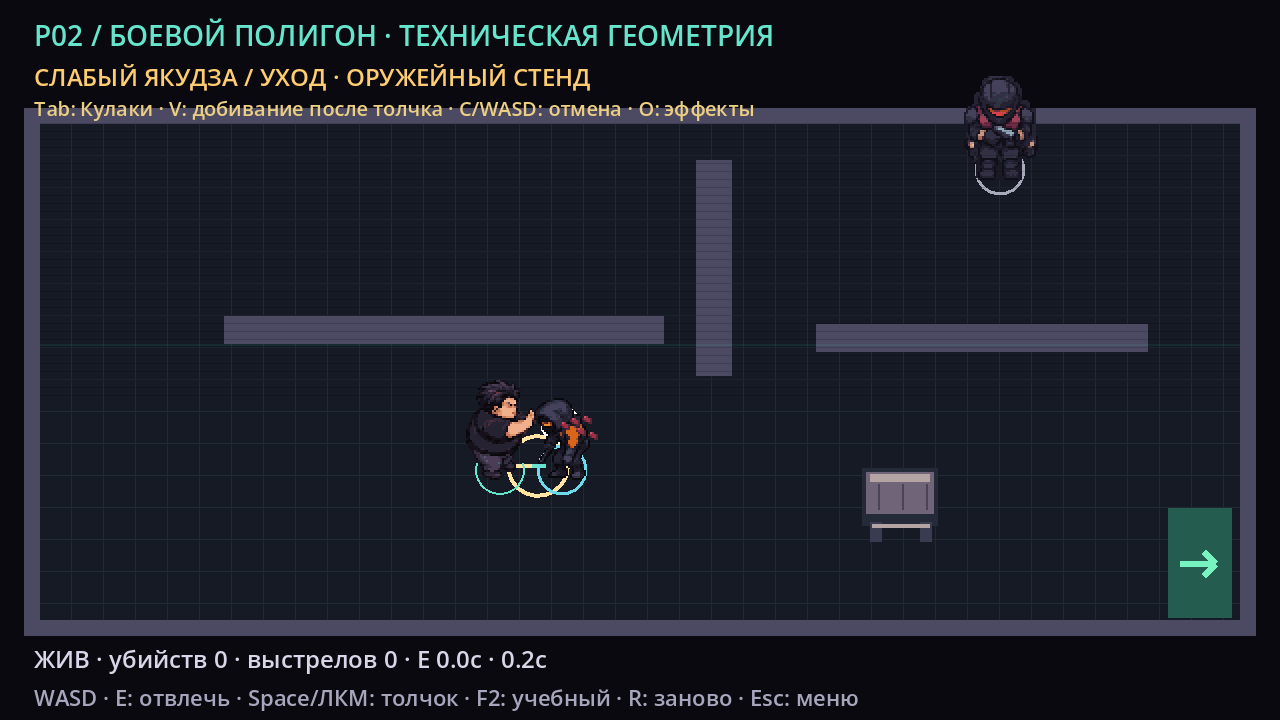 P02 / БОЕВОЙ ПОЛИГОН · ТЕХНИЧЕСКАЯ ГЕОМЕТРИЯ
СЛАБЫЙ ЯКУДЗА / УХОД · ОРУЖЕЙНЫЙ СТЕНД
Tab: Кулаки · V: добивание после толчка · C/WASD: отмена · O: эффекты
ЖИВ · убийств 0 · выстрелов 0 · E 0.0с · 0.2с
WASD · E: отвлечь · Space/ЛКМ: толчок · F2: учебный · R: заново · Esc: меню